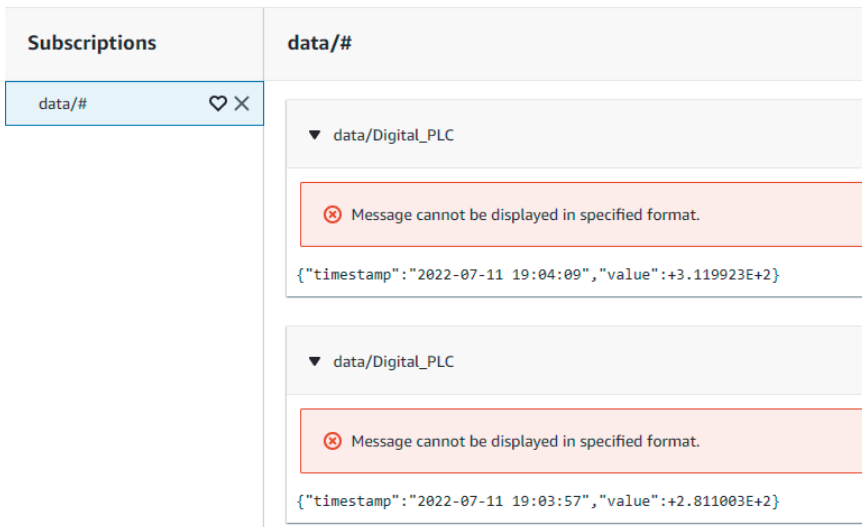 Subscriptions
data/#
data/#
data/Digital_PLC
Message cannot be displayed in specified format.
{"timestamp":"2022-07-11 19:04:09","value":+3.119923E+2}
data/Digital_PLC
Message cannot be displayed in specified format.
{"timestamp":"2022-07-11 19:03:57","value":+2.811003E+2}